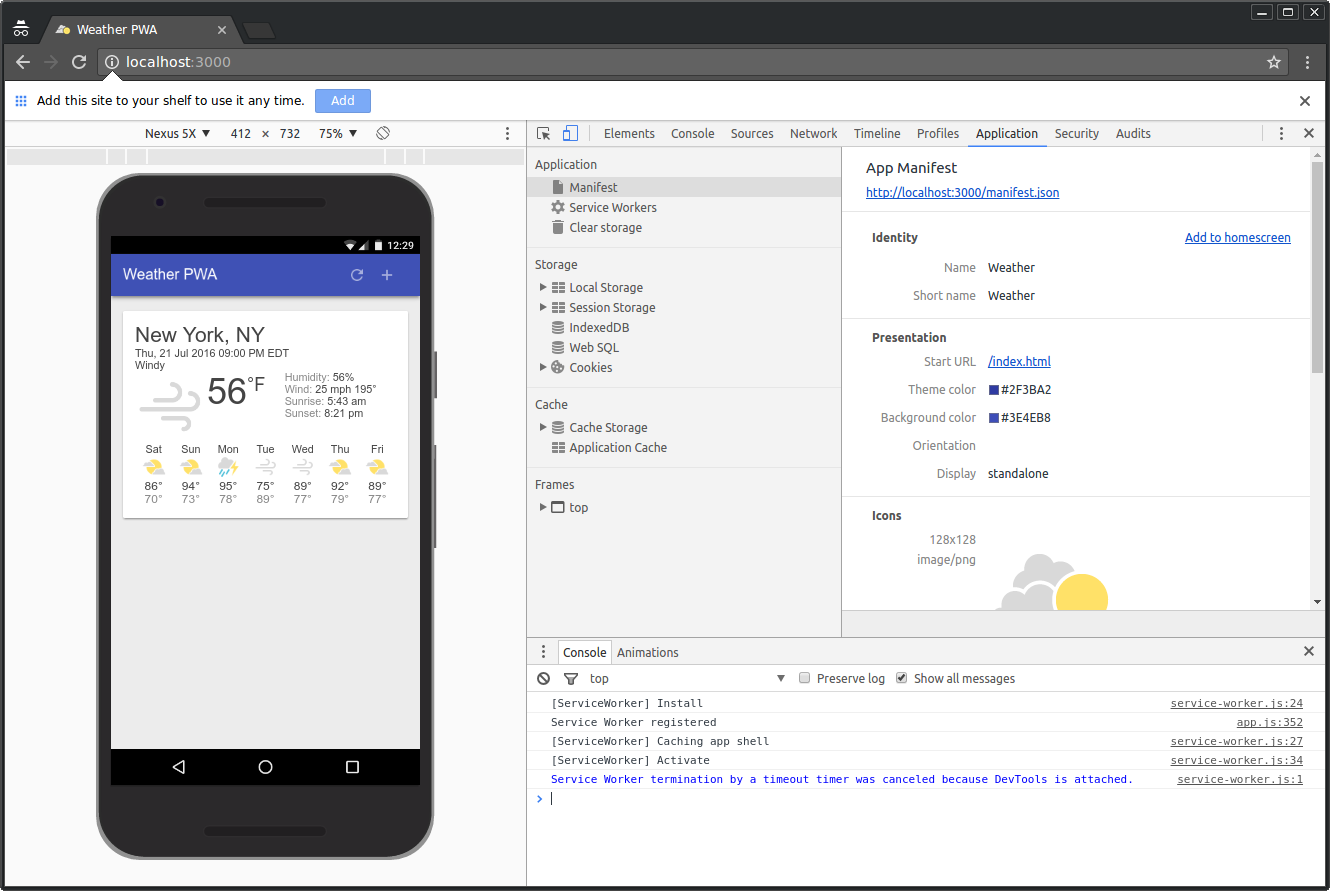 Weather PWA
localhost:3000
Add this site to your shelf to use it any time. Add
Nexus 5X ▼ 412 × 732 75% ▼
Elements Console Sources Network Timeline Profiles Application Security Audits
12:29
Weather PWA
New York, NY
Thu, 21 Jul 2016 09:00 PM EDT
Windy
56°F
Humidity: 56%
Wind: 25 mph 195°
Sunrise: 5:43 am
Sunset: 8:21 pm
Sat Sun Mon Tue Wed Thu Fri
86° 94° 95° 75° 89° 92° 89°
70° 73° 78° 89° 77° 79° 77°
Application
Manifest
Service Workers
Clear storage
Storage
Local Storage
Session Storage
IndexedDB
Web SQL
Cookies
Cache
Cache Storage
Application Cache
Frames
top
App Manifest
http://localhost:3000/manifest.json
Identity Add to homescreen
Name Weather
Short name Weather
Presentation
Start URL /index.html
Theme color #2F3BA2
Background color #3E4EB8
Orientation
Display standalone
Icons
128x128
image/png
Console Animations
top ▼ Preserve log Show all messages
[ServiceWorker] Install service-worker.js:24
Service Worker registered app.js:352
[ServiceWorker] Caching app shell service-worker.js:27
[ServiceWorker] Activate service-worker.js:34
Service Worker termination by a timeout timer was canceled because DevTools is attached. service-worker.js:1
>